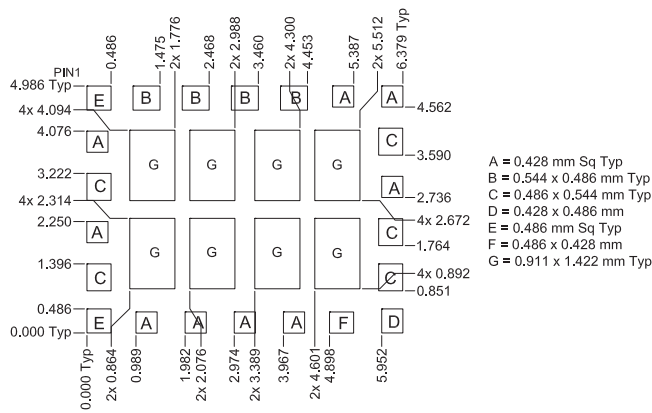 0.486
1.475
2x 1.776
2.468
2x 2.988
3.460
2x 4.300
4.453
5.387
2x 5.512
6.379 Typ
PIN1
4.986 Typ
E
B
B
B
B
A
A
4x 4.094
4.562
4.076
A
G
G
G
G
C
3.590
3.222
C
A
2.736
4x 2.314
2.250
A
C
4x 2.672
1.764
G
G
G
G
1.396
C
C
4x 0.892
0.851
0.486
E
A
A
A
A
F
D
0.000 Typ
0.000 Typ
2x 0.864
0.989
1.982
2x 2.076
2.974
2x 3.389
3.967
2x 4.601
4.898
5.952
A = 0.428 mm Sq Typ
B = 0.544 x 0.486 mm Typ
C = 0.486 x 0.544 mm Typ
D = 0.428 x 0.486 mm
E = 0.486 mm Sq Typ
F = 0.486 x 0.428 mm
G = 0.911 x 1.422 mm Typ